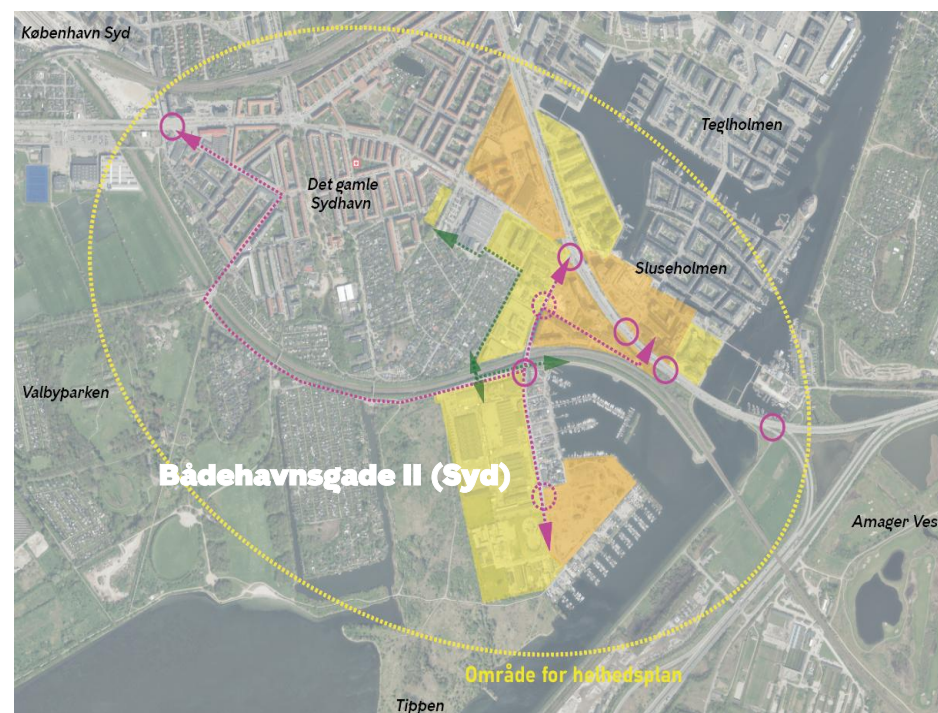 København Syd
Teglholmen
Det gamle
Sydhavn
Sluseholmen
Valbyparken
Bådehavnsgade II (Syd)
Amager Ves
Område for helhedsplan
Tippen